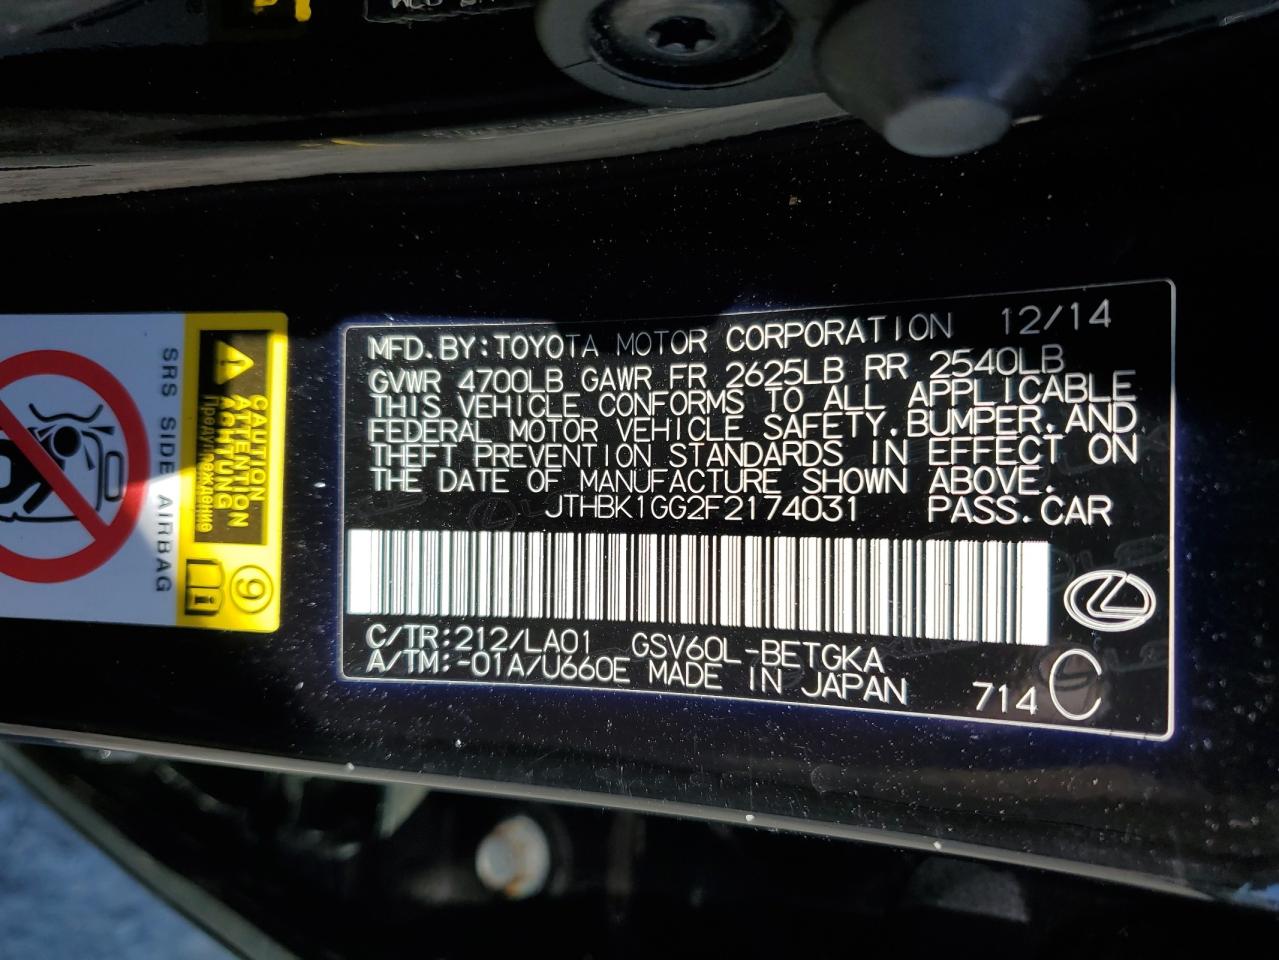 MFD.BY:TOYOTA MOTOR CORPORATION 12/14
GVWR 4700LB GAWR FR 2625LB RR 2540LB
THIS VEHICLE CONFORMS TO ALL APPLICABLE
FEDERAL MOTOR VEHICLE SAFETY,BUMPER,AND
THEFT PREVENTION STANDARDS IN EFFECT ON
THE DATE OF MANUFACTURE SHOWN ABOVE.
JTHBK1GG2F2174031 PASS.CAR
C/TR:212/LA01 GSV60L-BETGKA
A/TM:-01A/U660E MADE IN JAPAN 714C
CAUTION
ATTENTION
ACHTUNG
Предупреждение
9
SRS SIDE AIRBAG